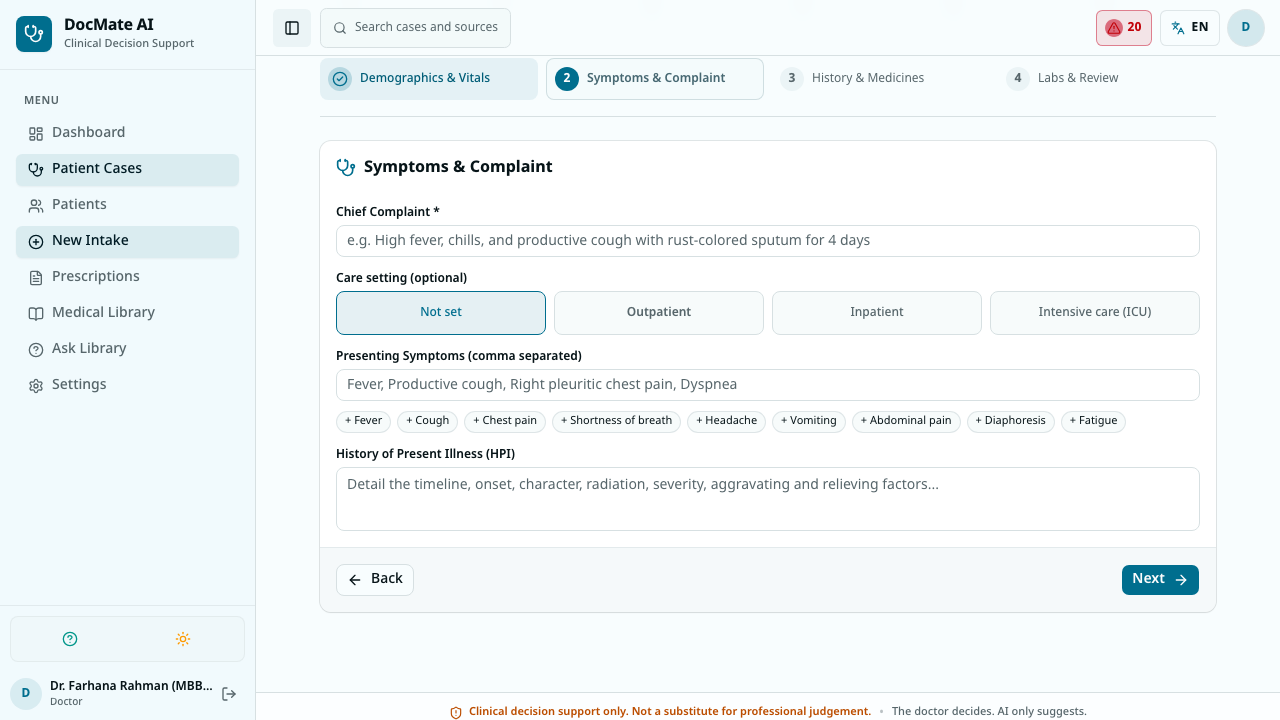 DocMate AI
Clinical Decision Support
MENU
Dashboard
Patient Cases
Patients
New Intake
Prescriptions
Medical Library
Ask Library
Settings
D
Dr. Farhana Rahman (MBB...
Doctor
Search cases and sources
20
EN
D
Demographics & Vitals
2 Symptoms & Complaint
3 History & Medicines
4 Labs & Review
Symptoms & Complaint
Chief Complaint *
e.g. High fever, chills, and productive cough with rust-colored sputum for 4 days
Care setting (optional)
Not set
Outpatient
Inpatient
Intensive care (ICU)
Presenting Symptoms (comma separated)
Fever, Productive cough, Right pleuritic chest pain, Dyspnea
+ Fever
+ Cough
+ Chest pain
+ Shortness of breath
+ Headache
+ Vomiting
+ Abdominal pain
+ Diaphoresis
+ Fatigue
History of Present Illness (HPI)
Detail the timeline, onset, character, radiation, severity, aggravating and relieving factors...
Back
Next
Clinical decision support only. Not a substitute for professional judgement. • The doctor decides. AI only suggests.